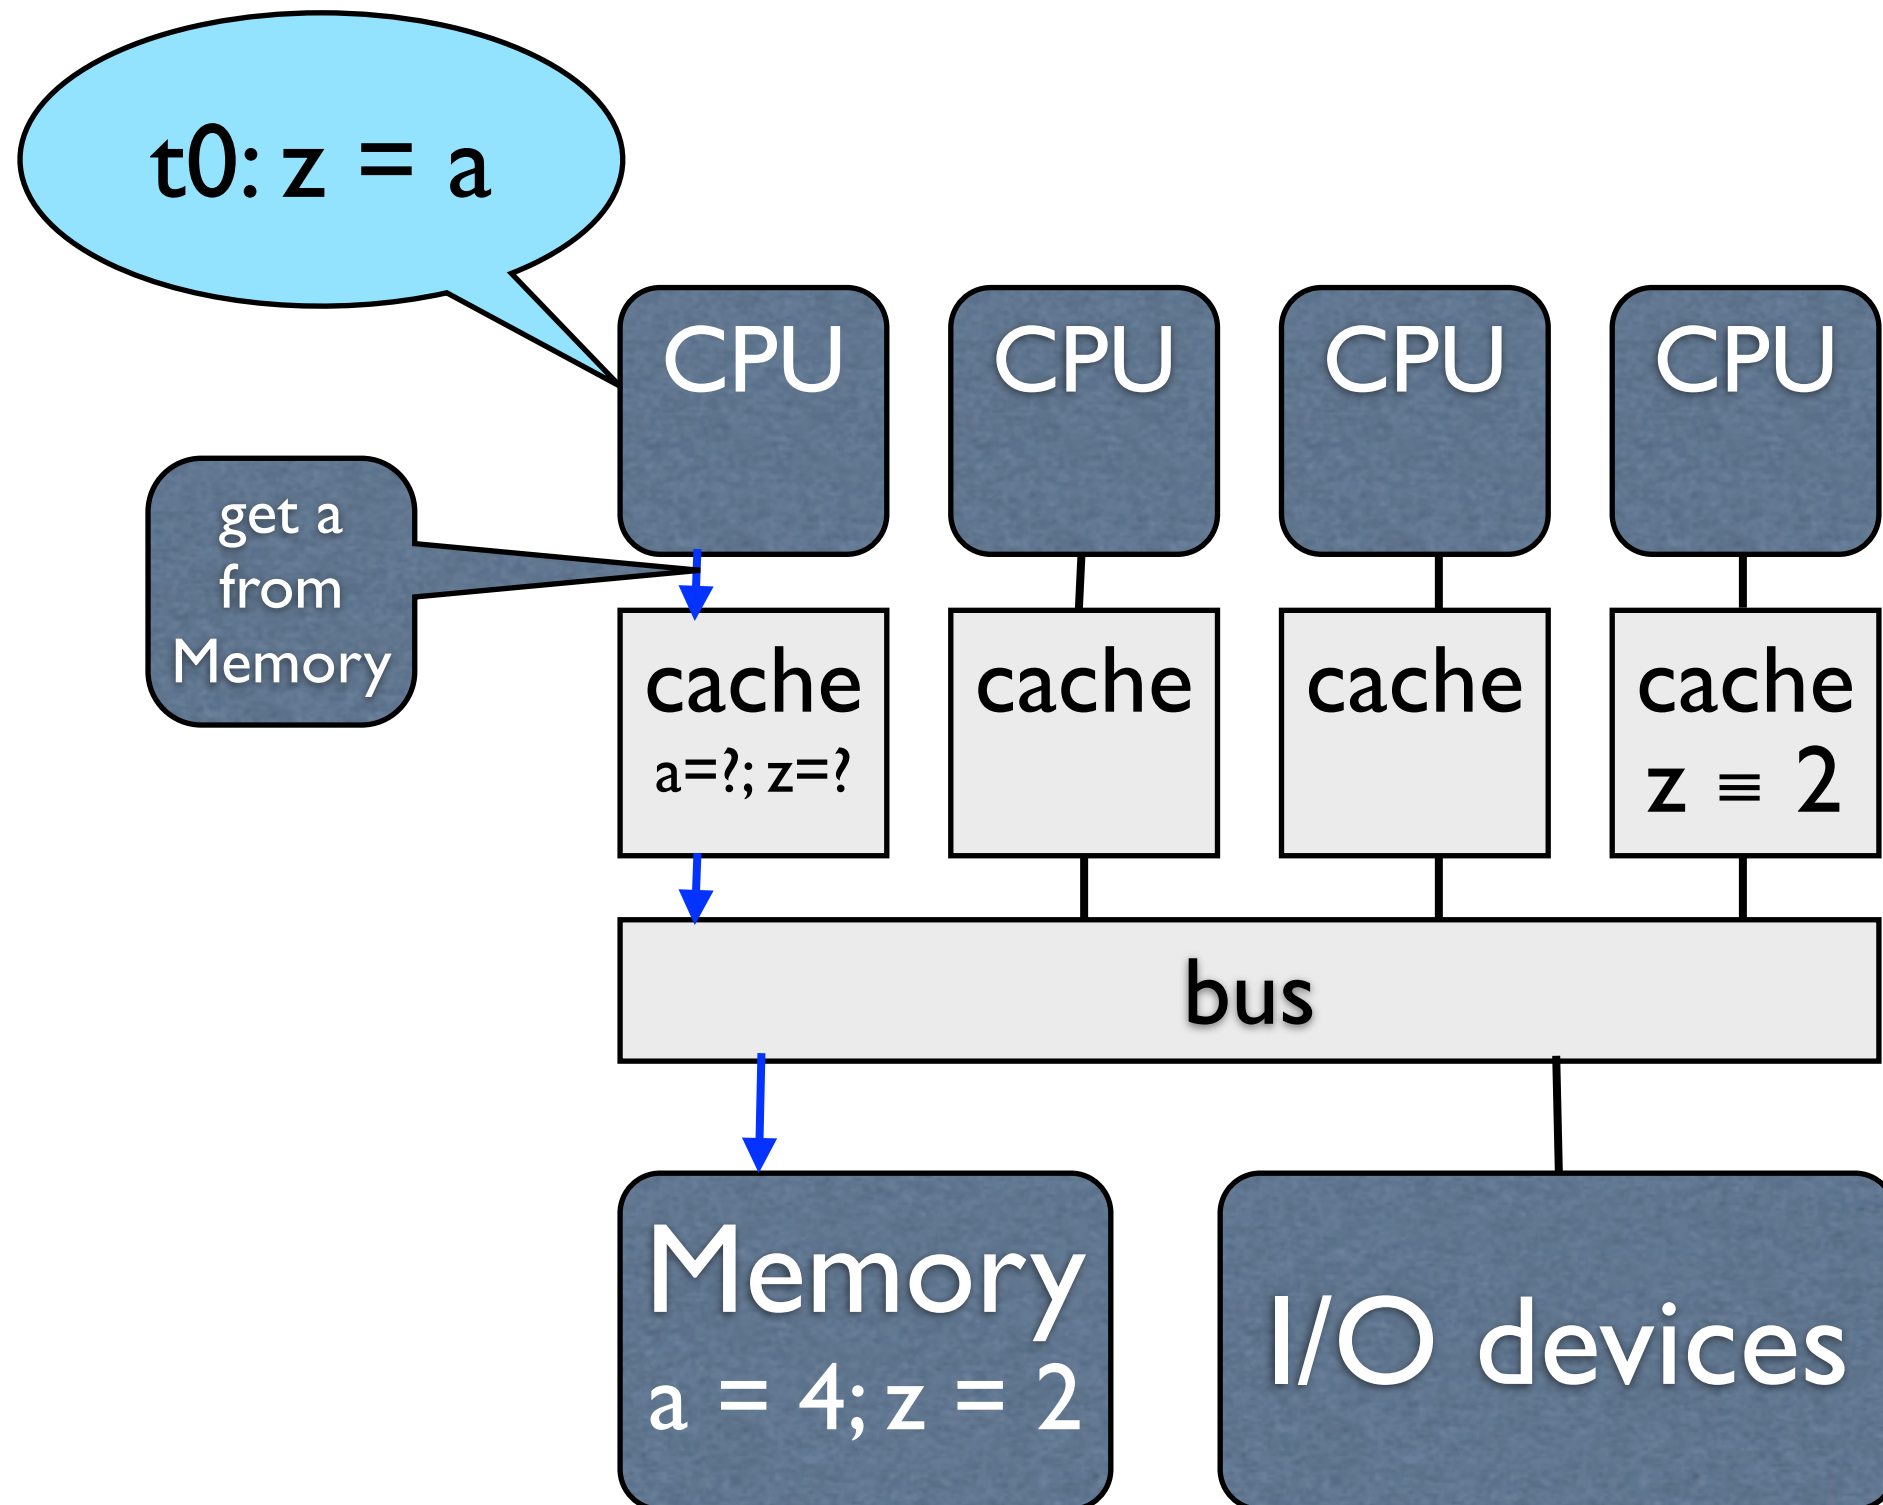 t0: z = a
CPU
CPU
CPU
CPU
get a
from
Memory
cache
a=?; z=?
cache
cache
cache
z ≡ 2
bus
Memory
a = 4; z = 2
I/O devices